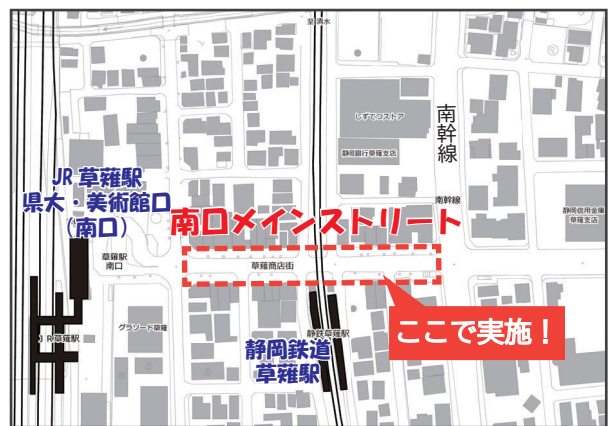 至清水
しずてつストア
南幹線
静岡銀行草薙支店
JR草薙駅
県大・美術館口
(南口)
南幹線
静岡信用金庫
草薙支店
南口メインストリート
草薙駅
南口
草薙商店街
ここで実施！
グラソード草薙
JR草薙駅
静鉄草薙駅
静岡鉄道
草薙駅